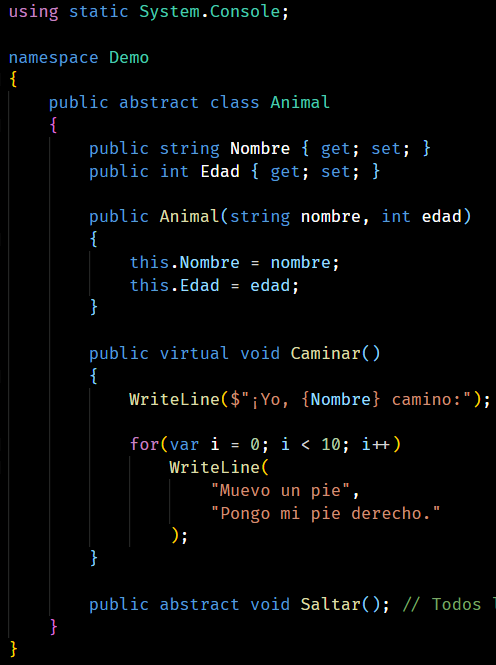 using static System.Console;
namespace Demo
{
public abstract class Animal
{
public string Nombre { get; set; }
public int Edad { get; set; }
public Animal(string nombre, int edad)
{
this.Nombre = nombre;
this.Edad = edad;
}
public virtual void Caminar()
{
WriteLine($"¡Yo, {Nombre} camino:");
for(var i = 0; i < 10; i++)
WriteLine(
"Muevo un pie",
"Pongo mi pie derecho."
);
}
public abstract void Saltar(); // Todos
}
}